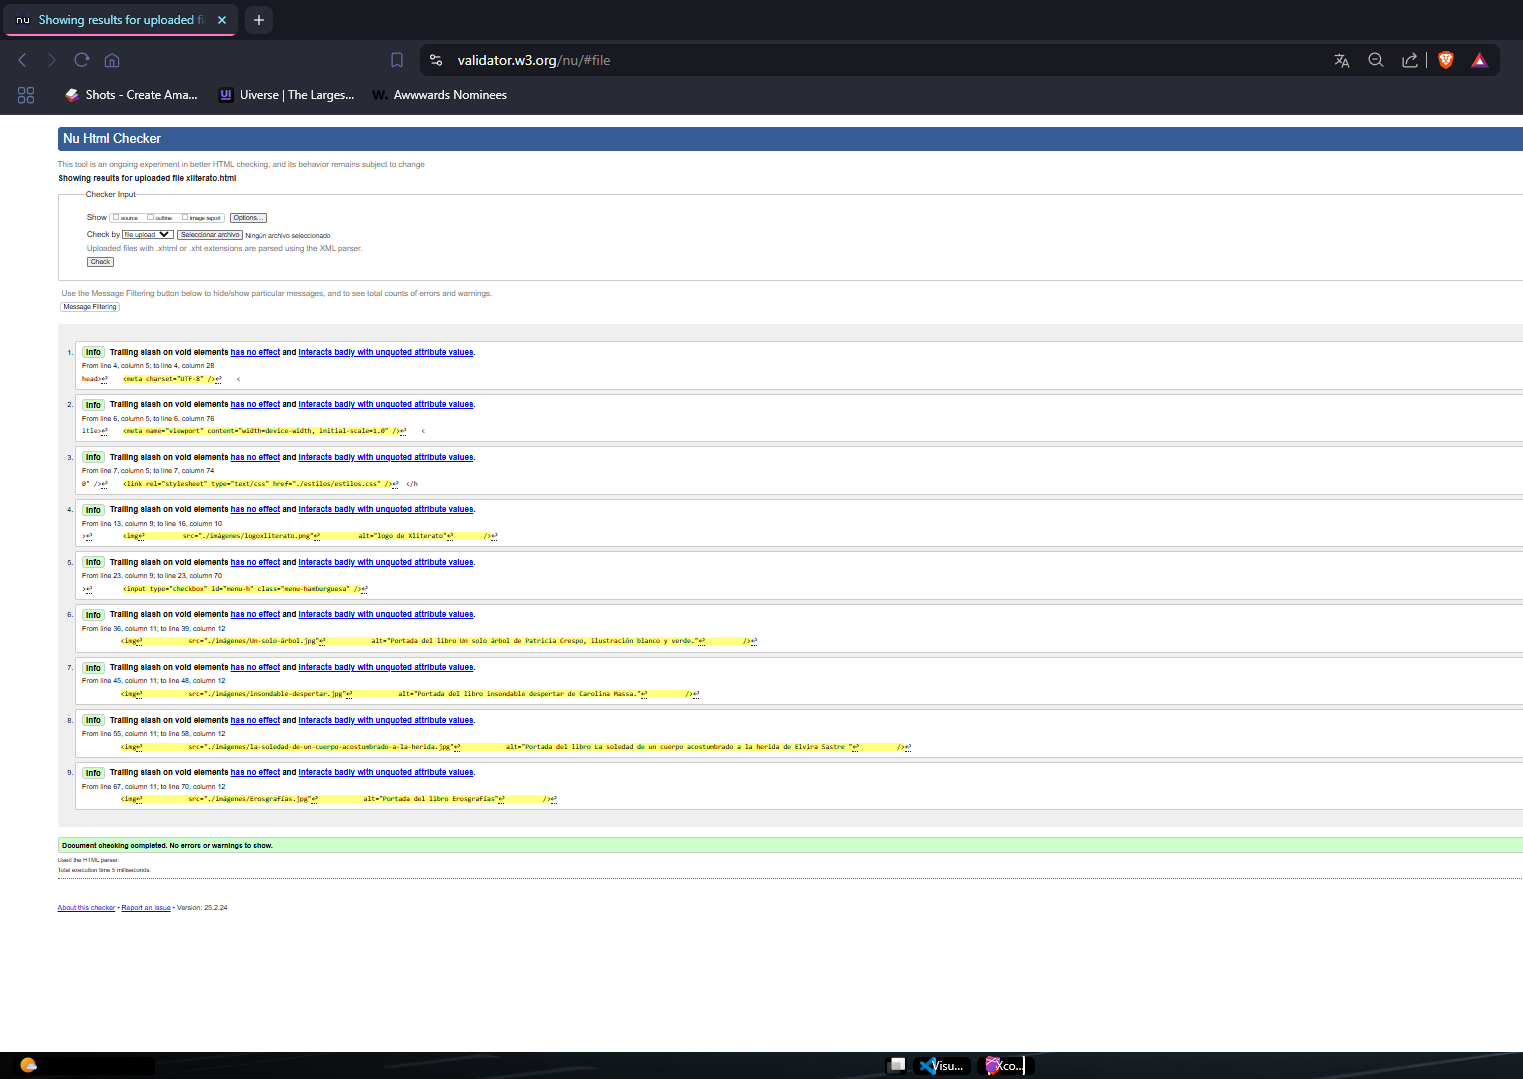 nu Showing results for uploaded fi
validator.w3.org/nu/#file
Shots - Create Ama... UI Uiverse | The Larges... W. Awwwards Nominees
Nu Html Checker
This tool is an ongoing experiment in better HTML checking, and its behavior remains subject to change
Showing results for uploaded file xliterato.html
Checker Input
Show source outline image report Options...
Check by file upload Seleccionar archivo Ningún archivo seleccionado
Uploaded files with .xhtml or .xht extensions are parsed using the XML parser.
Check
Use the Message Filtering button below to hide/show particular messages, and to see total counts of errors and warnings.
Message Filtering
1. Info Trailing slash on void elements has no effect and interacts badly with unquoted attribute values.
From line 4, column 5; to line 4, column 28
head>↩ <meta charset="UTF-8" />↩ <
2. Info Trailing slash on void elements has no effect and interacts badly with unquoted attribute values.
From line 6, column 5; to line 6, column 76
itle>↩ <meta name="viewport" content="width=device-width, initial-scale=1.0" />↩ <
3. Info Trailing slash on void elements has no effect and interacts badly with unquoted attribute values.
From line 7, column 5; to line 7, column 74
0" />↩ <link rel="stylesheet" type="text/css" href="./estilos/estilos.css" />↩ </h
4. Info Trailing slash on void elements has no effect and interacts badly with unquoted attribute values.
From line 13, column 9; to line 16, column 10
>↩ <img↩ src="./imágenes/logoxliterato.png"↩ alt="logo de Xliterato"↩ />↩
5. Info Trailing slash on void elements has no effect and interacts badly with unquoted attribute values.
From line 23, column 9; to line 23, column 70
>↩ <input type="checkbox" id="menu-h" class="menu-hamburguesa" />↩
6. Info Trailing slash on void elements has no effect and interacts badly with unquoted attribute values.
From line 36, column 11; to line 39, column 12
<img↩ src="./imágenes/Un-solo-árbol.jpg"↩ alt="Portada del libro Un solo árbol de Patricia Crespo, ilustración blanco y verde."↩ />↩
7. Info Trailing slash on void elements has no effect and interacts badly with unquoted attribute values.
From line 45, column 11; to line 48, column 12
<img↩ src="./imágenes/insondable-despertar.jpg"↩ alt="Portada del libro insondable despertar de Carolina Massa."↩ />↩
8. Info Trailing slash on void elements has no effect and interacts badly with unquoted attribute values.
From line 55, column 11; to line 58, column 12
<img↩ src="./imágenes/la-soledad-de-un-cuerpo-acostumbrado-a-la-herida.jpg"↩ alt="Portada del libro La soledad de un cuerpo acostumbrado a la herida de Elvira Sastre "↩ />↩
9. Info Trailing slash on void elements has no effect and interacts badly with unquoted attribute values.
From line 67, column 11; to line 70, column 12
<img↩ src="./imágenes/Erosgrafías.jpg"↩ alt="Portada del libro Erosgrafías"↩ />↩
Document checking completed. No errors or warnings to show.
Used the HTML parser.
Total execution time 5 milliseconds.
About this checker • Report an issue • Version: 25.2.24
Visu... Xco...